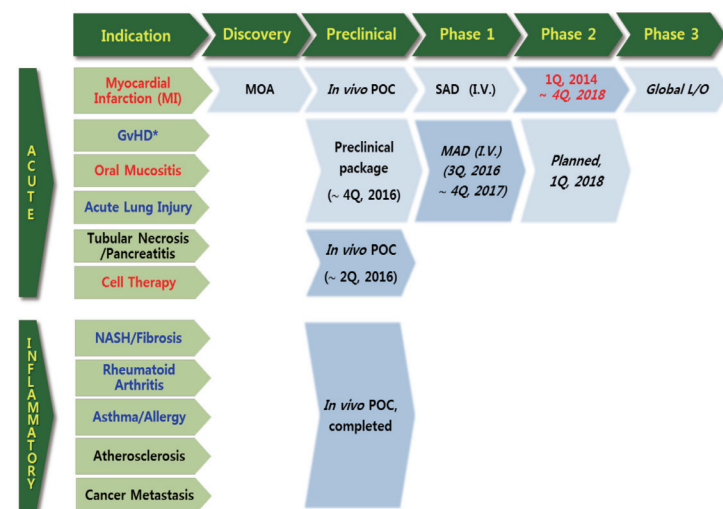 Indication
Discovery
Preclinical
Phase 1
Phase 2
Phase 3
ACUTE
Myocardial
Infarction (MI)
MOA
In vivo POC
SAD (I.V.)
1Q, 2014
~ 4Q, 2018
Global L/O
GvHD*
Oral Mucositis
Acute Lung Injury
Preclinical
package
(~ 4Q, 2016)
MAD (I.V.)
(3Q, 2016
~ 4Q, 2017)
Planned,
1Q, 2018
Tubular Necrosis
/Pancreatitis
Cell Therapy
In vivo POC
(~ 2Q, 2016)
INFLAMMATORY
NASH/Fibrosis
Rheumatoid
Arthritis
Asthma/Allergy
Atherosclerosis
Cancer Metastasis
In vivo POC,
completed